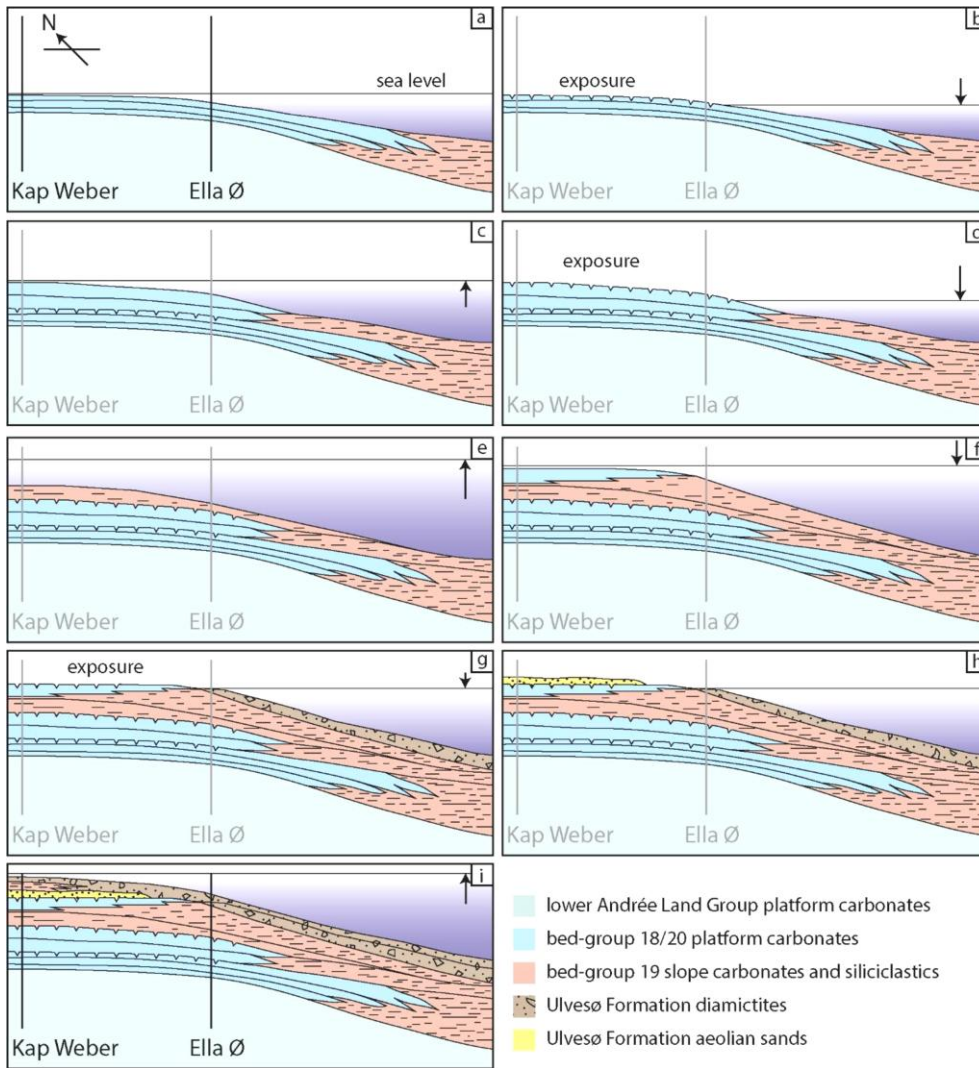 a
N
sea level
Kap Weber
Ella Ø
b
exposure
Kap Weber
Ella Ø
c
Kap Weber
Ella Ø
d
exposure
Kap Weber
Ella Ø
e
Kap Weber
Ella Ø
f
Kap Weber
Ella Ø
g
exposure
Kap Weber
Ella Ø
h
Kap Weber
Ella Ø
i
Kap Weber
Ella Ø
lower Andrée Land Group platform carbonates
bed-group 18/20 platform carbonates
bed-group 19 slope carbonates and siliciclastics
Ulvesø Formation diamictites
Ulvesø Formation aeolian sands